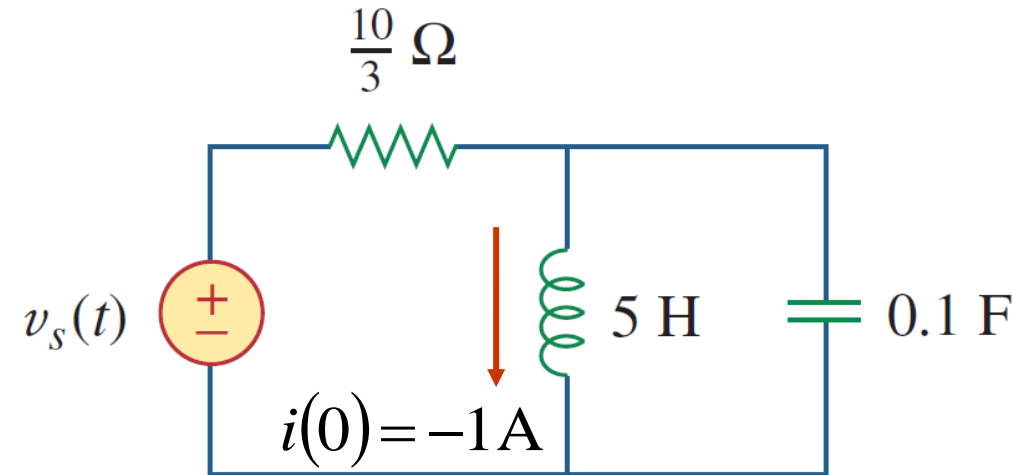 10/3 Ω
v_s(t)
+
−
5 H
0.1 F
i(0) = −1A